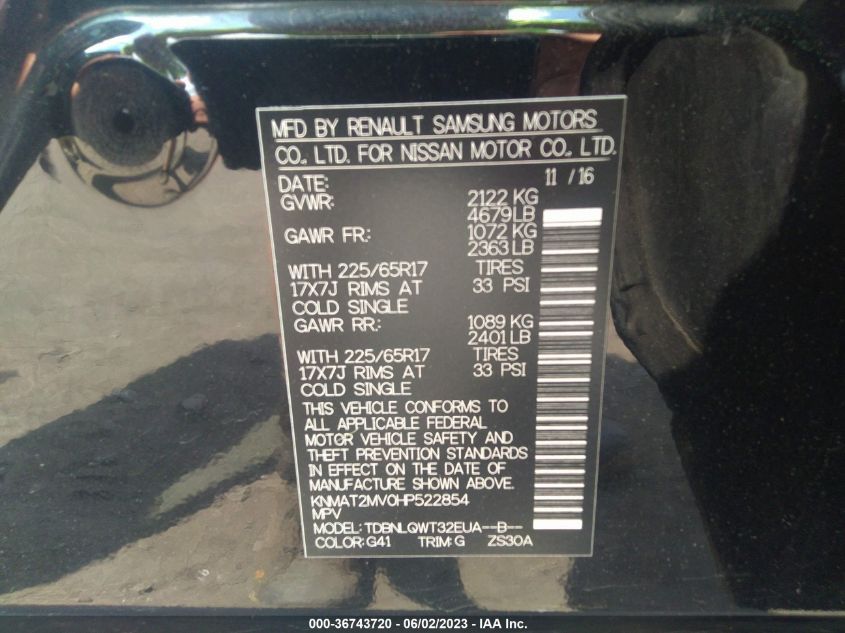 MFD BY RENAULT SAMSUNG MOTORS
CO., LTD. FOR NISSAN MOTOR CO., LTD.
DATE: 11 / 16
GVWR: 2122 KG
4679 LB
GAWR FR.: 1072 KG
2363 LB
WITH 225/65R17 TIRES
17X7J RIMS AT 33 PSI
COLD SINGLE
GAWR RR.: 1089 KG
2401 LB
WITH 225/65R17 TIRES
17X7J RIMS AT 33 PSI
COLD SINGLE
THIS VEHICLE CONFORMS TO
ALL APPLICABLE FEDERAL
MOTOR VEHICLE SAFETY AND
THEFT PREVENTION STANDARDS
IN EFFECT ON THE DATE OF
MANUFACTURE SHOWN ABOVE.
KNMAT2MV0HP522854
MPV
MODEL: TDBNLQWT32EUA--B--
COLOR: G41 TRIM: G ZS30A
000-36743720 - 06/02/2023 - IAA Inc.